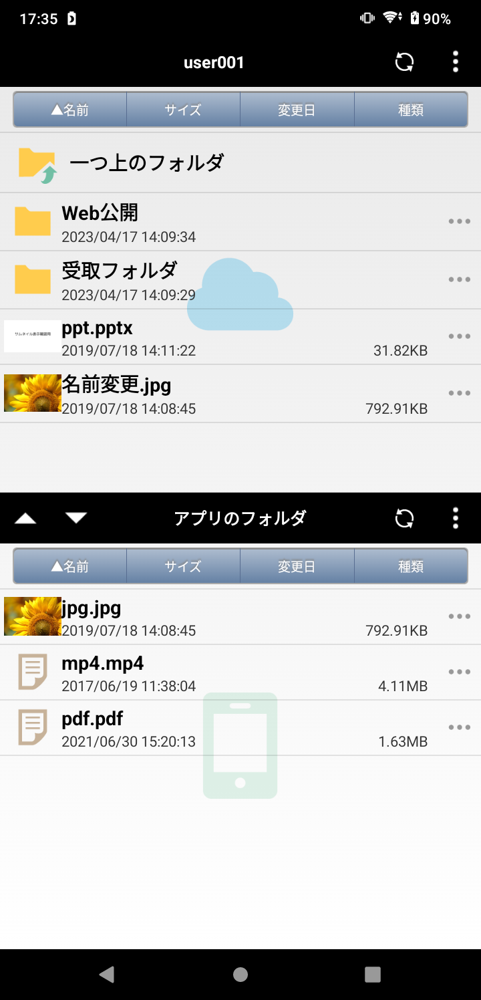 17:35 90%
user001
▲名前 サイズ 変更日 種類
一つ上のフォルダ
Web公開
2023/04/17 14:09:34
受取フォルダ
2023/04/17 14:09:29
サムネイル表示確認用
ppt.pptx
2019/07/18 14:11:22 31.82KB
名前変更.jpg
2019/07/18 14:08:45 792.91KB
アプリのフォルダ
▲名前 サイズ 変更日 種類
jpg.jpg
2019/07/18 14:08:45 792.91KB
mp4.mp4
2017/06/19 11:38:04 4.11MB
pdf.pdf
2021/06/30 15:20:13 1.63MB